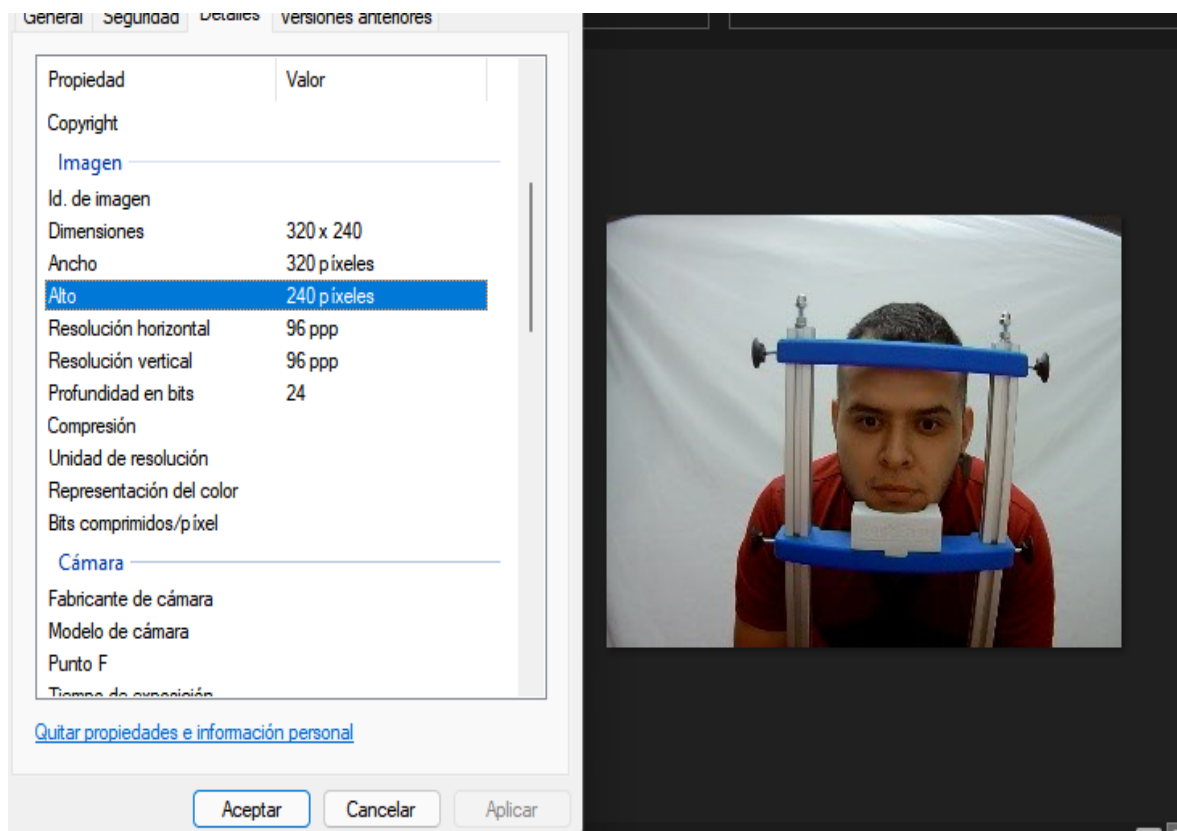 General Seguridad Detalles Versiones anteriores
Propiedad Valor
Copyright
Imagen
Id. de imagen
Dimensiones 320 x 240
Ancho 320 píxeles
Alto 240 píxeles
Resolución horizontal 96 ppp
Resolución vertical 96 ppp
Profundidad en bits 24
Compresión
Unidad de resolución
Representación del color
Bits comprimidos/píxel
Cámara
Fabricante de cámara
Modelo de cámara
Punto F
Tiempo de exposición
Quitar propiedades e información personal
Aceptar Cancelar Aplicar